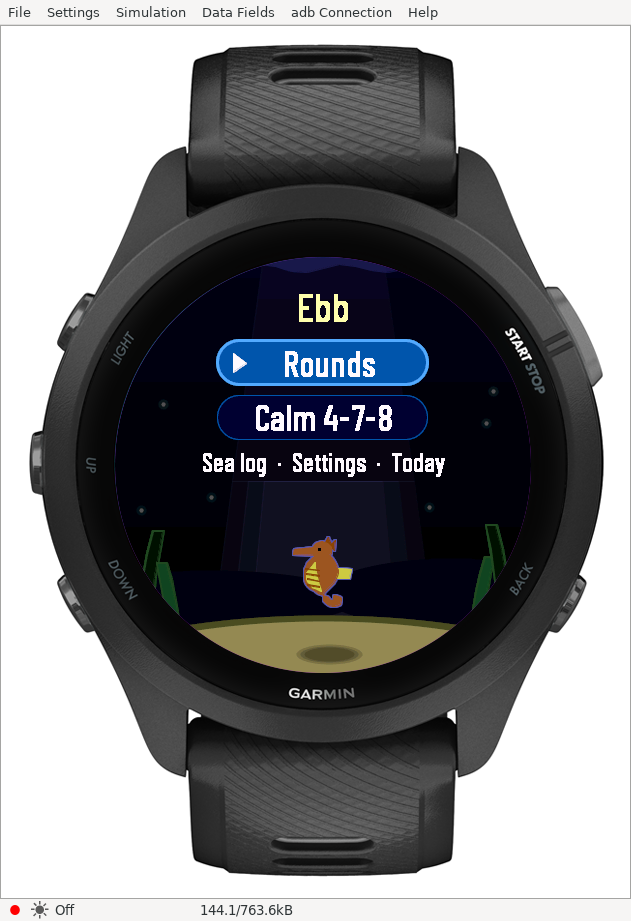 File Settings Simulation Data Fields adb Connection Help
Ebb
START STOP
LIGHT
Rounds
Calm 4-7-8
UP
Sea log · Settings · Today
DOWN
BACK
GARMIN
Off 144.1/763.6kB